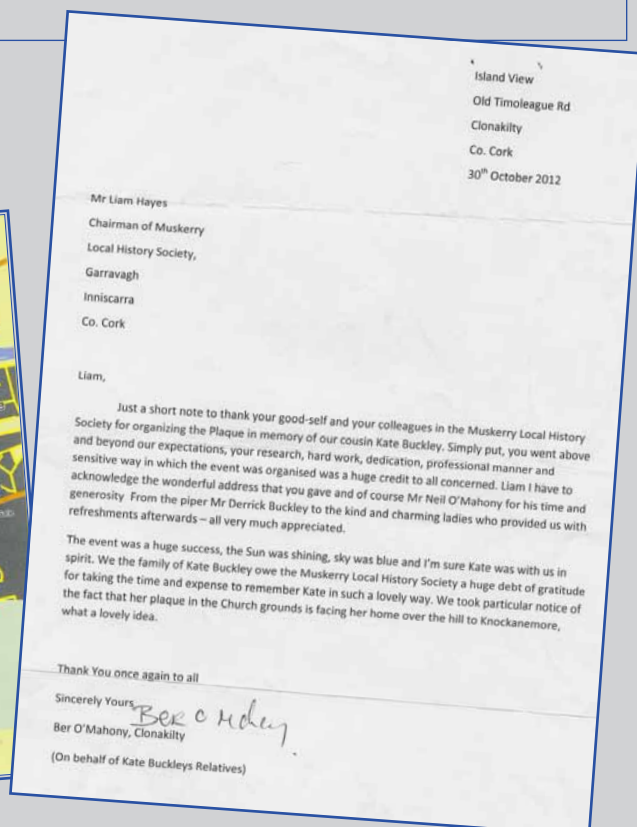 Island View
Old Timoleague Rd
Clonakilty
Co. Cork
30th October 2012
Mr Liam Hayes
Chairman of Muskerry
Local History Society,
Garravagh
Inniscarra
Co. Cork
Liam,
Just a short note to thank your good-self and your colleagues in the Muskerry Local History
Society for organizing the Plaque in memory of our cousin Kate Buckley. Simply put, you went above
and beyond our expectations, your research, hard work, dedication, professional manner and
sensitive way in which the event was organised was a huge credit to all concerned. Liam I have to
acknowledge the wonderful address that you gave and of course Mr Neil O'Mahony for his time and
generosity From the piper Mr Derrick Buckley to the kind and charming ladies who provided us with
refreshments afterwards – all very much appreciated.
The event was a huge success, the Sun was shining, sky was blue and I'm sure Kate was with us in
spirit. We the family of Kate Buckley owe the Muskerry Local History Society a huge debt of gratitude
for taking the time and expense to remember Kate in such a lovely way. We took particular notice of
the fact that her plaque in the Church grounds is facing her home over the hill to Knockanemore,
what a lovely idea.
Thank You once again to all
Sincerely Yours
Ber O'Mahony, Clonakilty
(On behalf of Kate Buckleys Relatives)